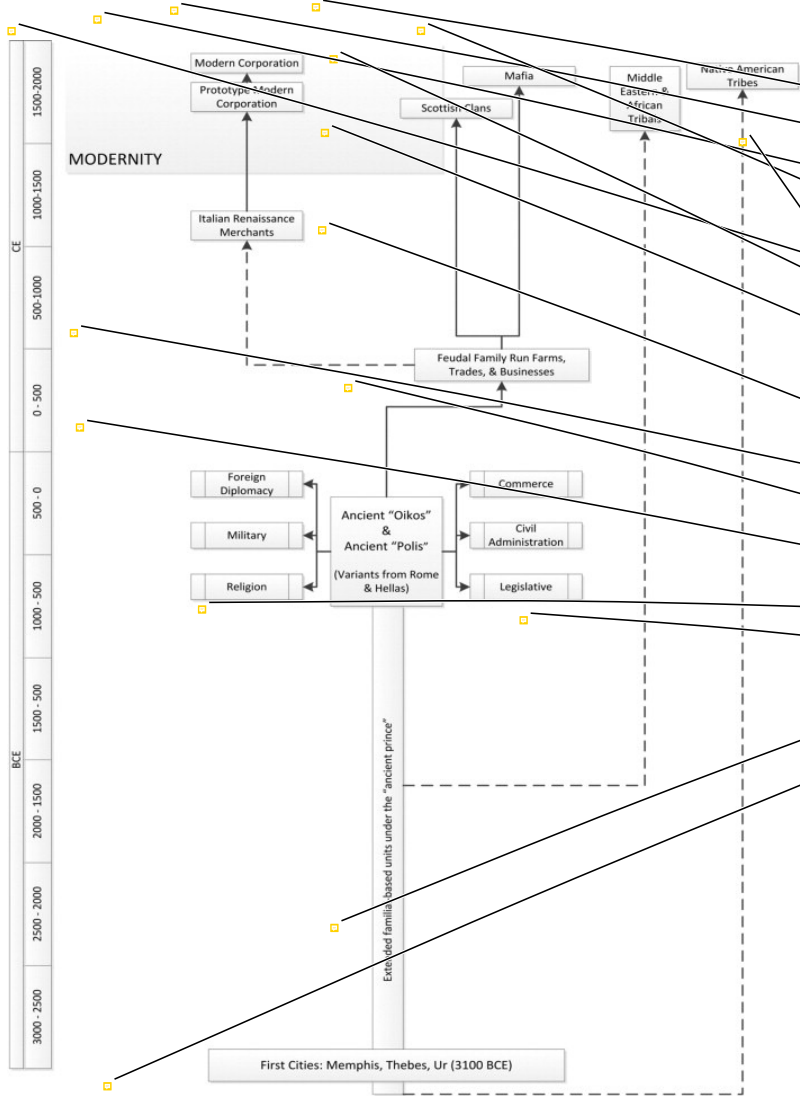 Modern Corporation
Prototype Modern
Corporation
Mafia
Scottish Clans
Middle
Eastern &
African
Tribals
Native American
Tribes
MODERNITY
Italian Renaissance
Merchants
Feudal Family Run Farms,
Trades, & Businesses
Foreign
Diplomacy
Military
Religion
Ancient “Oikos”
&
Ancient “Polis”
(Variants from Rome
& Hellas)
Commerce
Civil
Administration
Legislative
Extended familial-based units under the “ancient prince”
First Cities: Memphis, Thebes, Ur (3100 BCE)
CE
BCE
1500-2000
1000-1500
500-1000
0 - 500
500 - 0
1000 - 500
1500 - 500
2000 - 1500
2500 - 2000
3000 - 2500